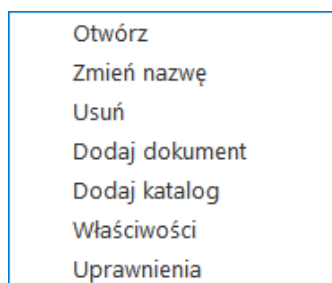 Otwórz
Zmień nazwę
Usuń
Dodaj dokument
Dodaj katalog
Właściwości
Uprawnienia